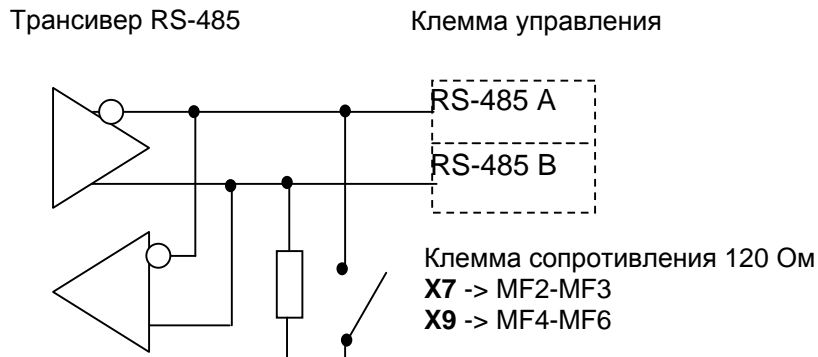 Трансивер RS-485
Клемма управления
RS-485 A
RS-485 B
Клемма сопротивления 120 Ом
X7 -> MF2-MF3
X9 -> MF4-MF6